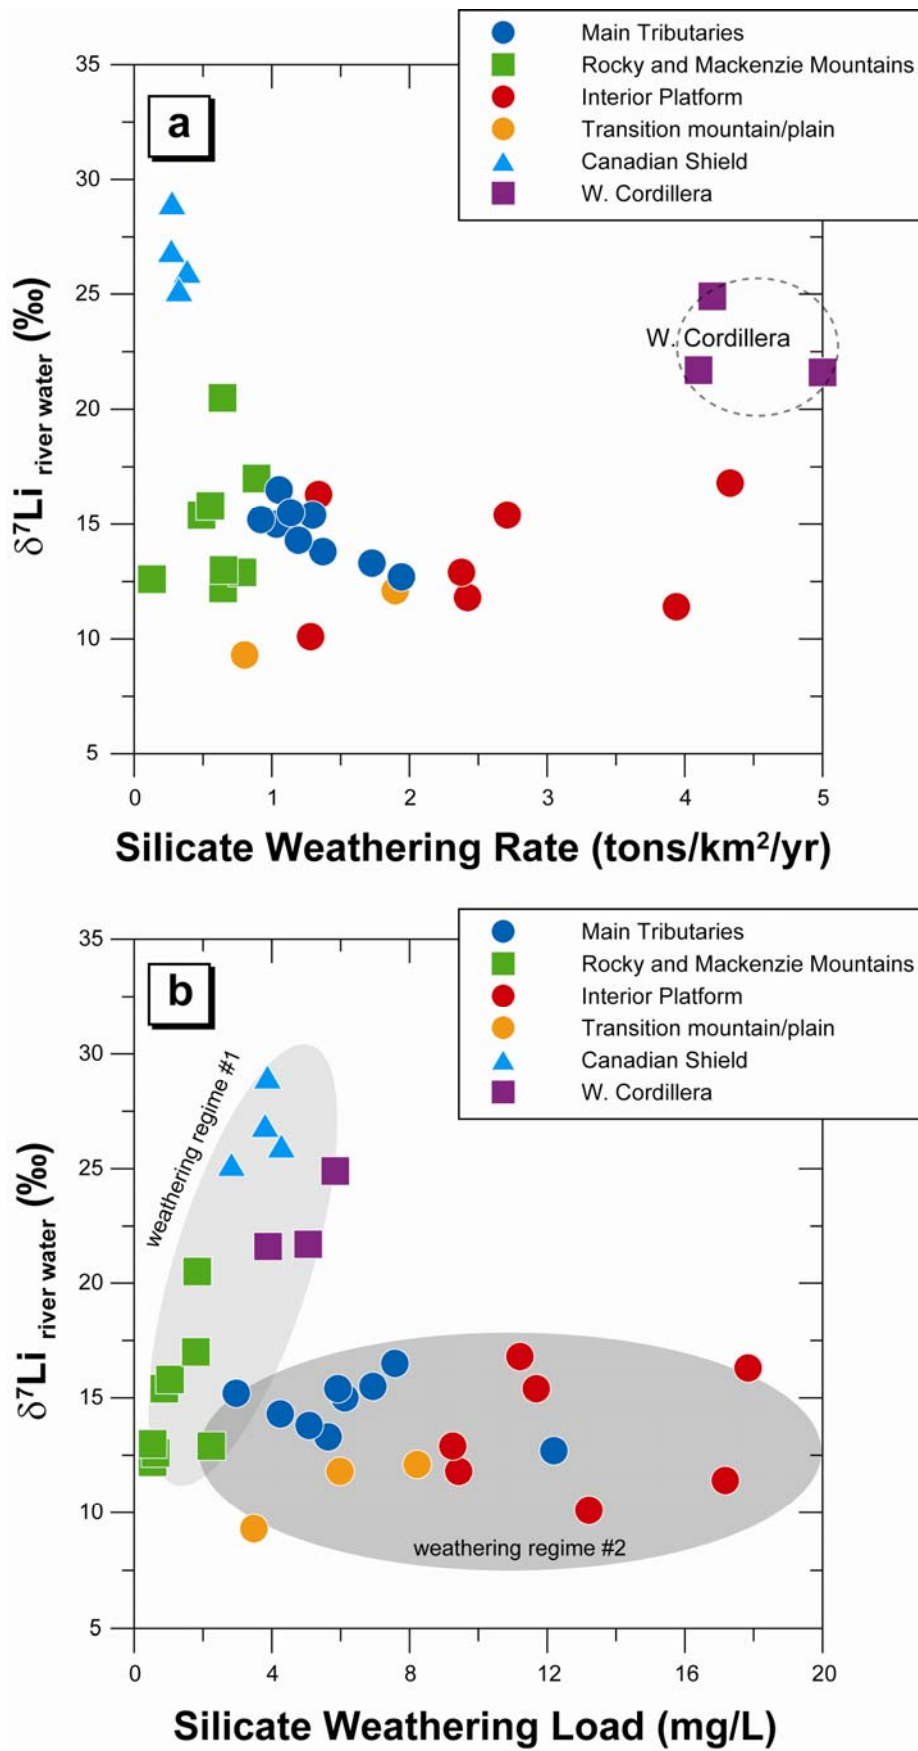 Main Tributaries
Rocky and Mackenzie Mountains
Interior Platform
Transition mountain/plain
Canadian Shield
W. Cordillera
a
35
30
25
20
15
10
5
δ⁷Li river water (‰)
W. Cordillera
0 1 2 3 4 5
Silicate Weathering Rate (tons/km²/yr)
Main Tributaries
Rocky and Mackenzie Mountains
Interior Platform
Transition mountain/plain
Canadian Shield
W. Cordillera
b
35
30
25
20
15
10
5
δ⁷Li river water (‰)
weathering regime #1
weathering regime #2
0 4 8 12 16 20
Silicate Weathering Load (mg/L)